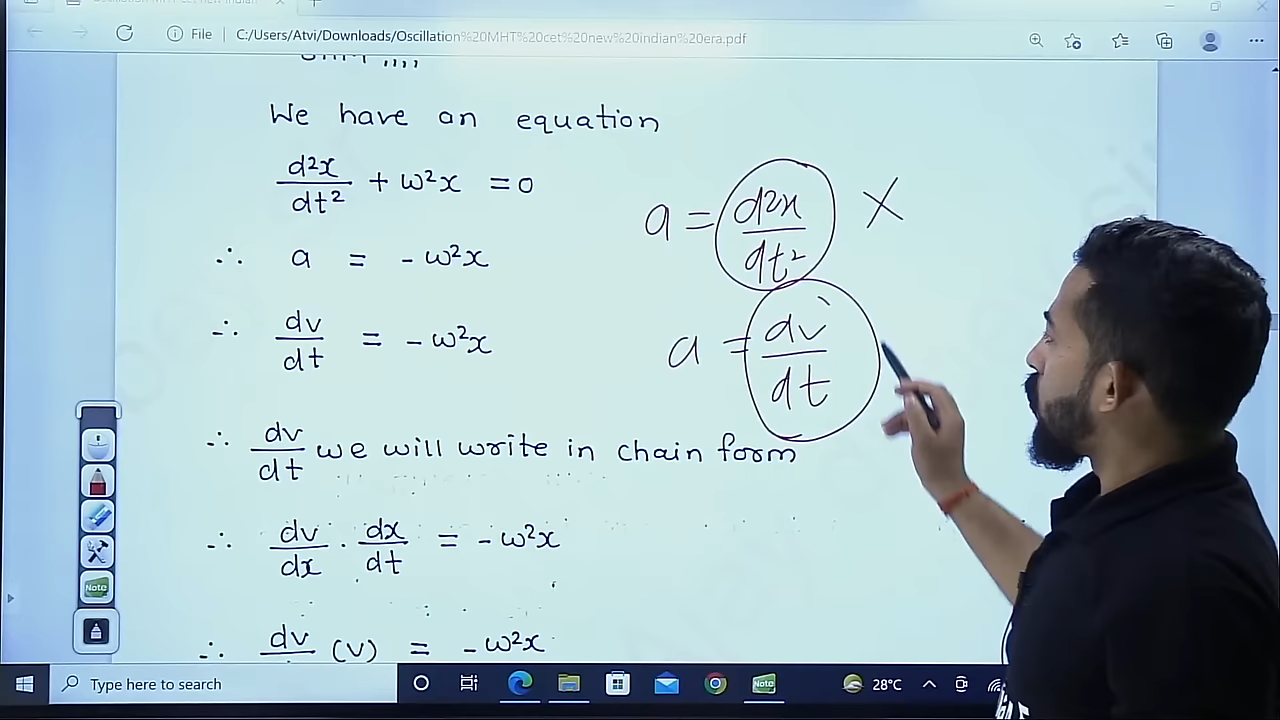 File | C:/Users/Atvi/Downloads/Oscillation%20MHT%20cet%20new%20indian%20era.pdf
We have an equation
d²x/dt² + ω²x = 0
∴ a = -ω²x
∴ dv/dt = -ω²x
∴ dv/dt we will write in chain form
∴ dv/dx · dx/dt = -ω²x
∴ dv/ (v) = -ω²x
a = d²x/dt² ×
a = dv/dt
Note
Type here to search
Note
28°C